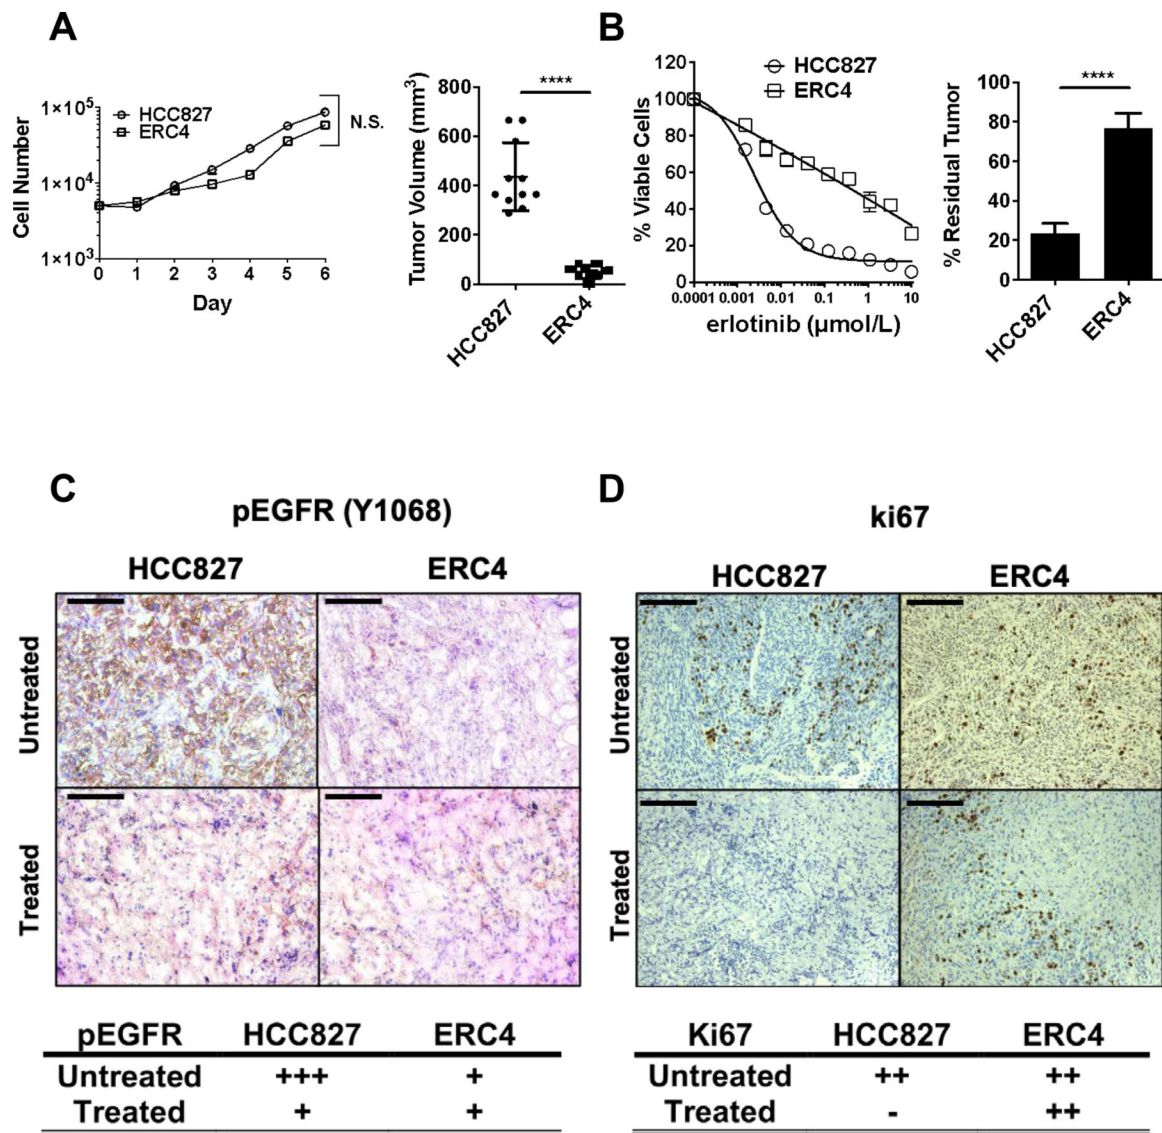 A
HCC827
ERC4
N.S.
1×10^5
1×10^4
1×10^3
Cell Number
0 1 2 3 4 5 6
Day
****
Tumor Volume (mm^3)
800
600
400
200
0
HCC827
ERC4
B
HCC827
ERC4
% Viable Cells
120
100
80
60
40
20
0
0.0001 0.001 0.01 0.1 1 10
erlotinib (μmol/L)
****
% Residual Tumor
100
80
60
40
20
0
HCC827
ERC4
C
pEGFR (Y1068)
HCC827 ERC4
Untreated
Treated
pEGFR HCC827 ERC4
Untreated +++ +
Treated + +
D
ki67
HCC827 ERC4
Untreated
Treated
Ki67 HCC827 ERC4
Untreated ++ ++
Treated - ++